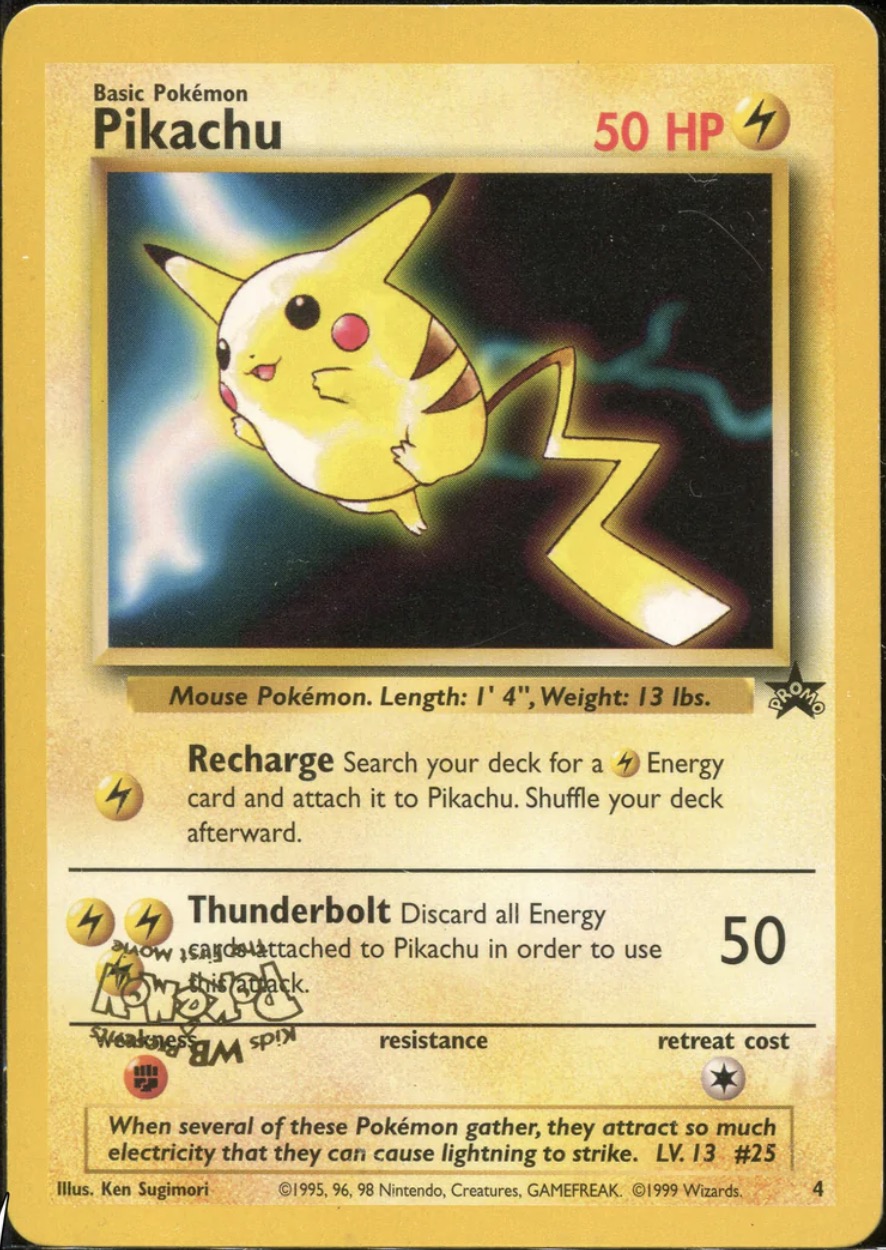 Basic Pokémon
Pikachu
50 HP
Mouse Pokémon. Length: 1' 4", Weight: 13 lbs.
PROMO
Recharge Search your deck for a Energy
card and attach it to Pikachu. Shuffle your deck
afterward.
Thunderbolt Discard all Energy
cards attached to Pikachu in order to use
this attack.
50
The First Movie
POKéMON
Kids WB Presents
weakness
resistance
retreat cost
When several of these Pokémon gather, they attract so much
electricity that they can cause lightning to strike. LV. 13 #25
Illus. Ken Sugimori
©1995, 96, 98 Nintendo, Creatures, GAMEFREAK. ©1999 Wizards.
4